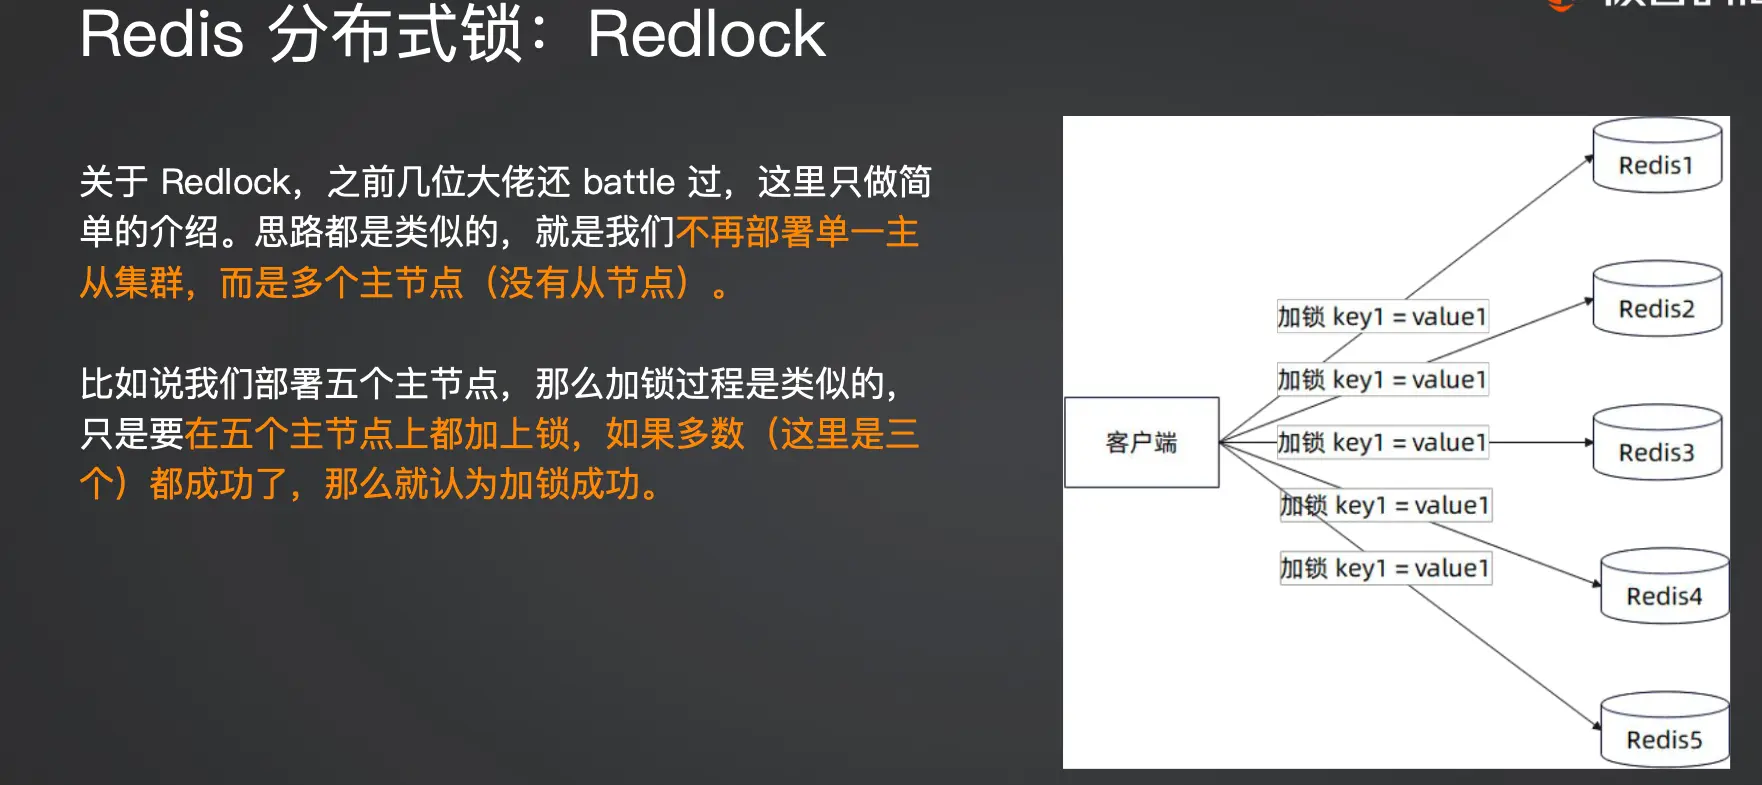 Redis 分布式锁：Redlock
关于 Redlock，之前几位大佬还 battle 过，这里只做简
单的介绍。思路都是类似的，就是我们不再部署单一主
从集群，而是多个主节点（没有从节点）。
比如说我们部署五个主节点，那么加锁过程是类似的，
只是要在五个主节点上都加上锁，如果多数（这里是三
个）都成功了，那么就认为加锁成功。
Redis1
Redis2
加锁 key1 = value1
加锁 key1 = value1
客户端
加锁 key1 = value1
Redis3
加锁 key1 = value1
加锁 key1 = value1
Redis4
Redis5